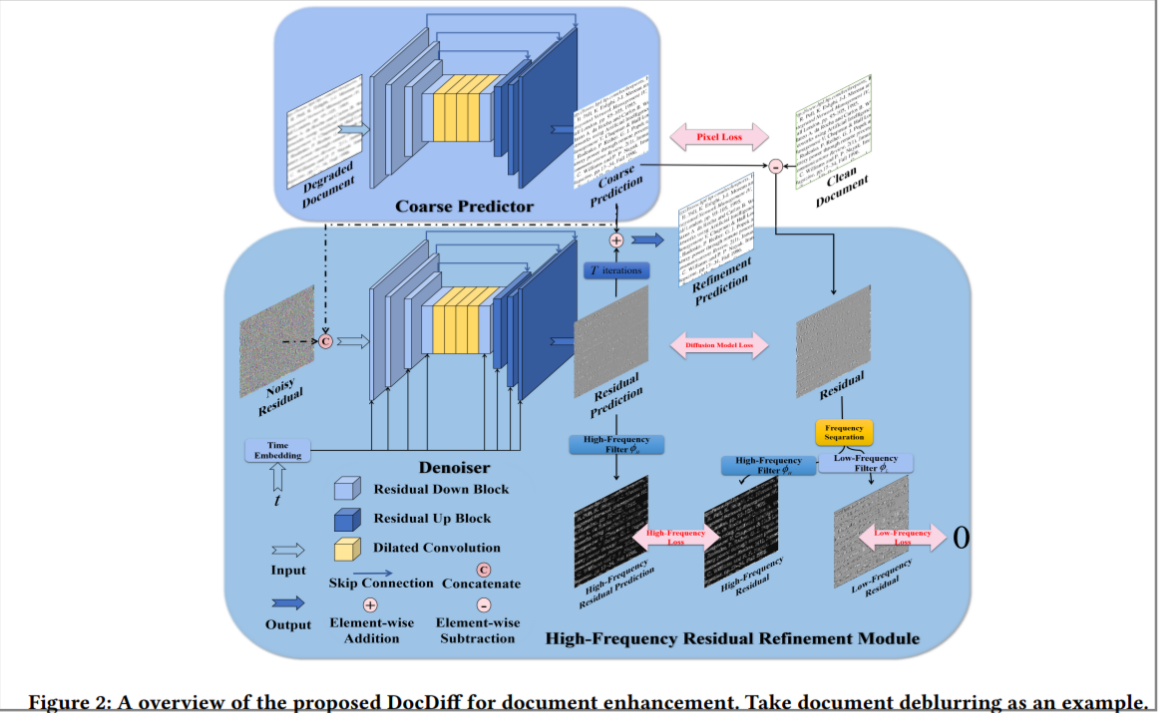 Degraded
Document
Coarse
Prediction
Coarse Predictor
Pixel Loss
-
Clean
Document
+
Refinement
Prediction
T iterations
Noisy
Residual
C
Residual
Prediction
Diffusion Model Loss
Residual
Time
Embedding
t
Denoiser
High-Frequency
Filter
Frequency
Seqaration
High-Frequency
Filter
Low-Frequency
Filter
Residual Down Block
Residual Up Block
Dilated Convolution
Input
Skip Connection
C
Concatenate
Output
+
Element-wise
Addition
-
Element-wise
Subtraction
High-Frequency
Loss
Low-Frequency
Loss
0
High-Frequency
Residual Prediction
High-Frequency
Residual
Low-Frequency
Residual
High-Frequency Residual Refinement Module
Figure 2: A overview of the proposed DocDiff for document enhancement. Take document deblurring as an example.